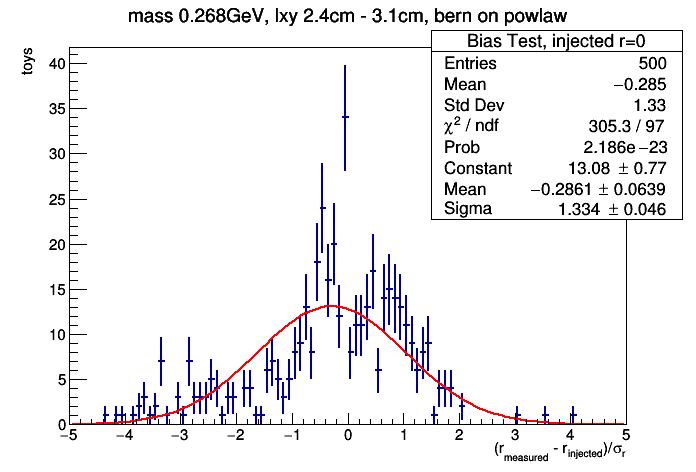 mass 0.268GeV, lxy 2.4cm - 3.1cm, bern on powlaw
Bias Test, injected r=0
Entries 500
Mean −0.285
Std Dev 1.33
χ² / ndf 305.3 / 97
Prob 2.186e−23
Constant 13.08 ± 0.77
Mean −0.2861 ± 0.0639
Sigma 1.334 ± 0.046
toys
40
35
30
25
20
15
10
5
0
−5 −4 −3 −2 −1 0 1 2 3 4 5
(r_measured - r_injected)/σ_r